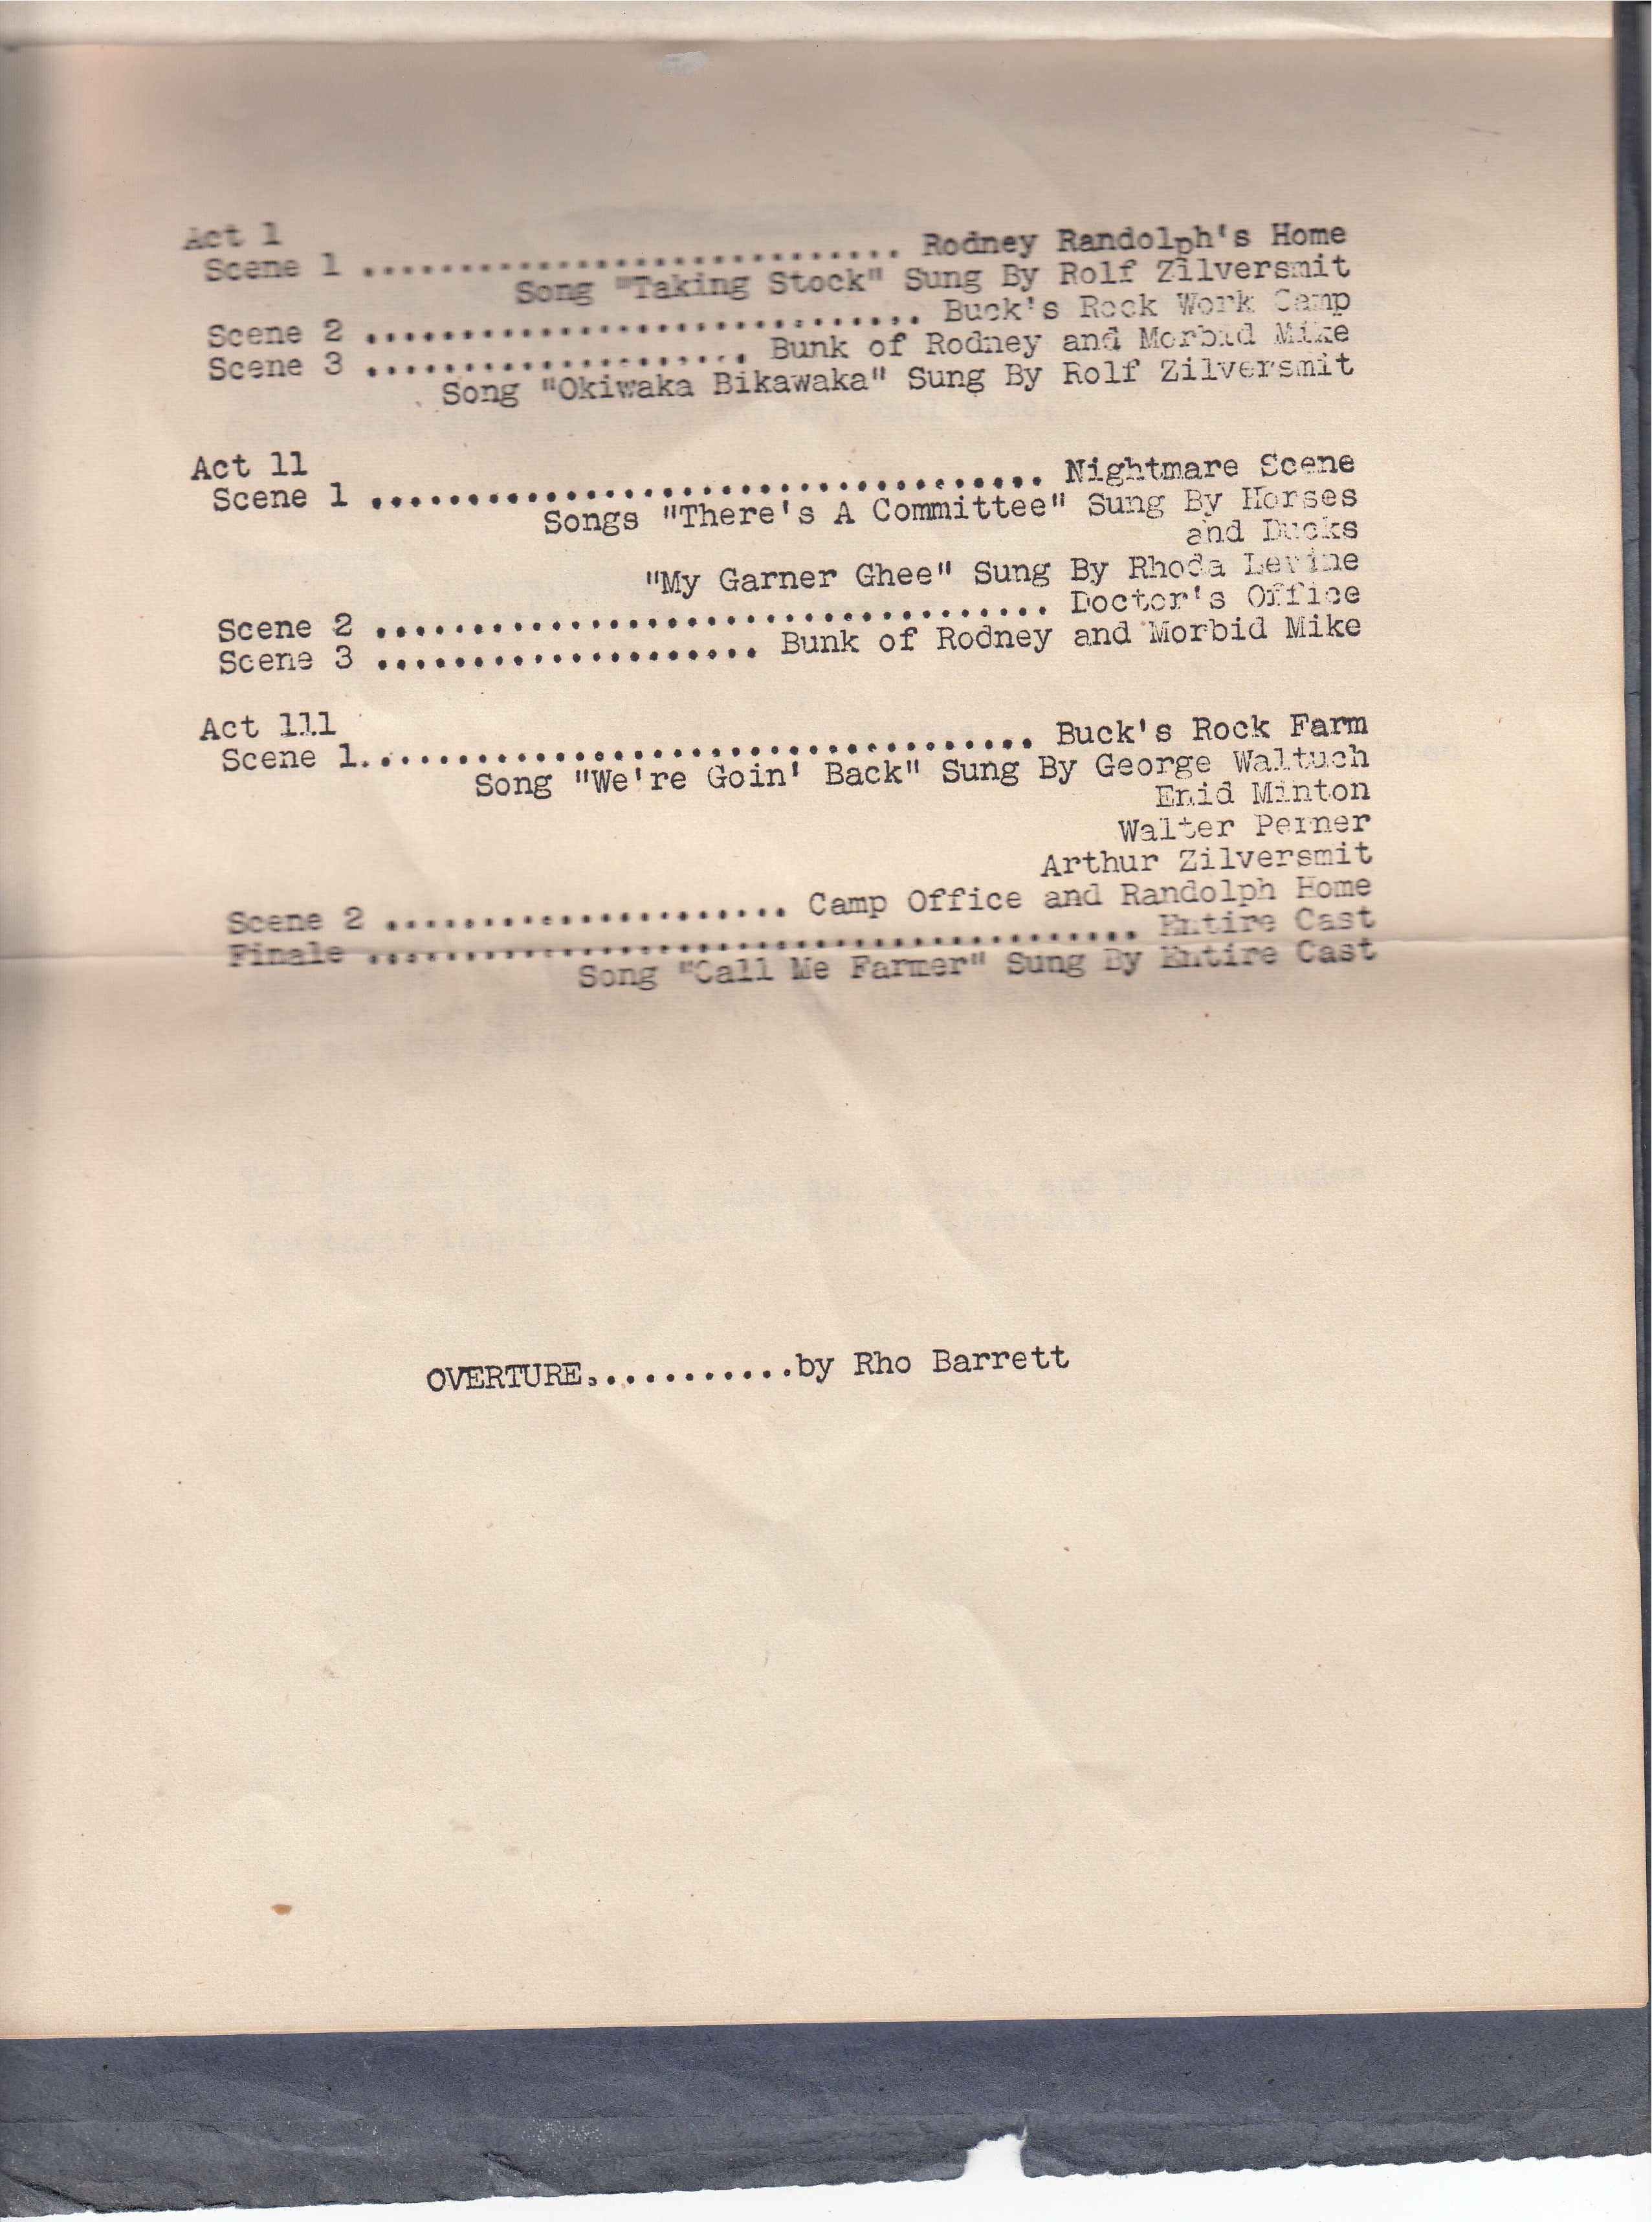 Act 1
Scene 1 ............................ Rodney Randolph's Home
Song "Taking Stock" Sung By Rolf Zilversmit
Scene 2 ............................. Buck's Rock Work Camp
Scene 3 .................... Bunk of Rodney and Morbid Mike
Song "Okiwaka Bikawaka" Sung By Rolf Zilversmit
Act 11
Scene 1 ................................... Nightmare Scene
Songs "There's A Committee" Sung By Horses
and Ducks
"My Garner Ghee" Sung By Rhoda Levine
Scene 2 ................................... Doctor's Office
Scene 3 .................... Bunk of Rodney and Morbid Mike
Act 111
Scene 1................................... Buck's Rock Farm
Song "We're Goin' Back" Sung By George Waltuch
Enid Minton
Walter Perner
Arthur Zilversmit
Scene 2 ..................... Camp Office and Randolph Home
Finale ........................................ Entire Cast
Song "Call Me Farmer" Sung By Entire Cast
OVERTURE............by Rho Barrett